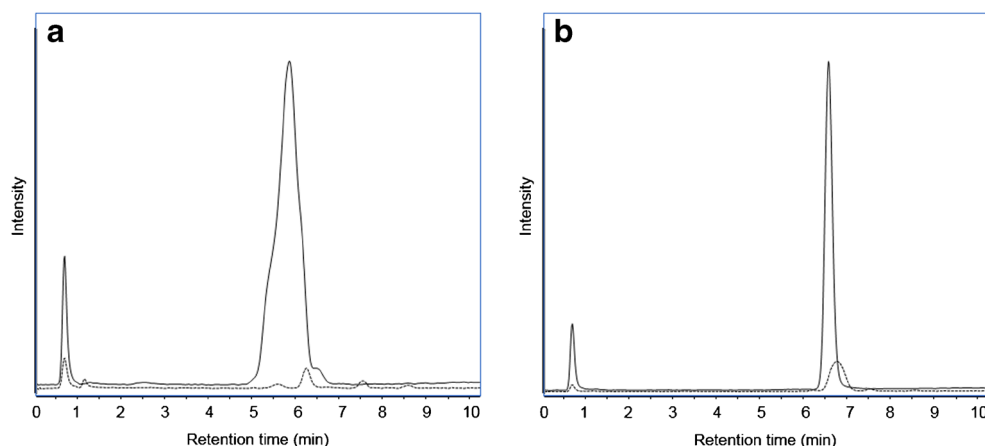 a
Intensity
0 1 2 3 4 5 6 7 8 9 10
Retention time (min)
b
Intensity
0 1 2 3 4 5 6 7 8 9 10
Retention time (min)